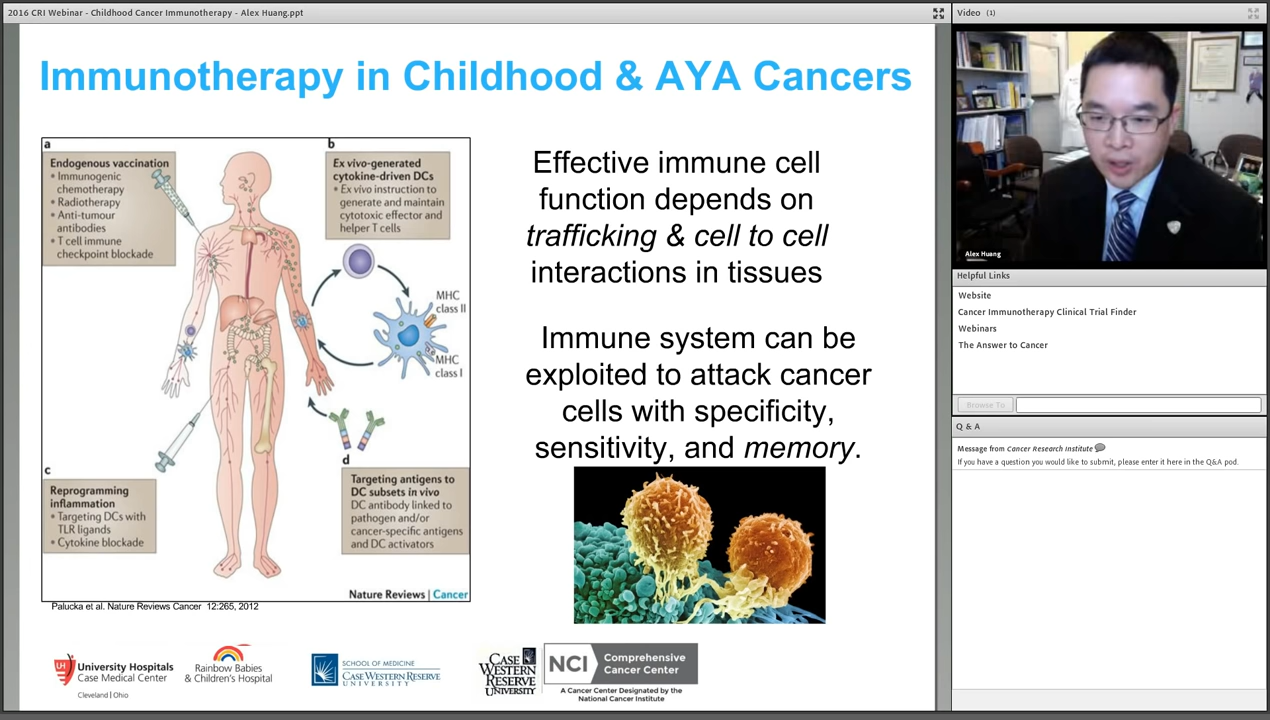 2016 CRI Webinar - Childhood Cancer Immunotherapy - Alex Huang.ppt
Immunotherapy in Childhood & AYA Cancers
a
Endogenous vaccination
• Immunogenic
chemotherapy
• Radiotherapy
• Anti-tumour
antibodies
• T cell immune
checkpoint blockade
b
Ex vivo-generated
cytokine-driven DCs
• Ex vivo instruction to
generate and maintain
cytotoxic effector and
helper T cells
MHC
class II
MHC
class I
c
Reprogramming
inflammation
• Targeting DCs with
TLR ligands
• Cytokine blockade
d
Targeting antigens to
DC subsets in vivo
DC antibody linked to
pathogen and/or
cancer-specific antigens
and DC activators
Nature Reviews | Cancer
Palucka et al. Nature Reviews Cancer 12:265, 2012
Effective immune cell
function depends on
trafficking & cell to cell
interactions in tissues
Immune system can be
exploited to attack cancer
cells with specificity,
sensitivity, and memory.
UH
University Hospitals
Case Medical Center
Cleveland | Ohio
Rainbow Babies
& Children's Hospital
SCHOOL OF MEDICINE
CASE WESTERN RESERVE
UNIVERSITY
CASE
WESTERN
RESERVE
UNIVERSITY
NCI
Comprehensive
Cancer Center
A Cancer Center Designated by the
National Cancer Institute
Video (1)
Alex Huang
Helpful Links
Website
Cancer Immunotherapy Clinical Trial Finder
Webinars
The Answer to Cancer
Browse To
Q & A
Message from Cancer Research Institute
If you have a question you would like to submit, please enter it here in the Q&A pod.